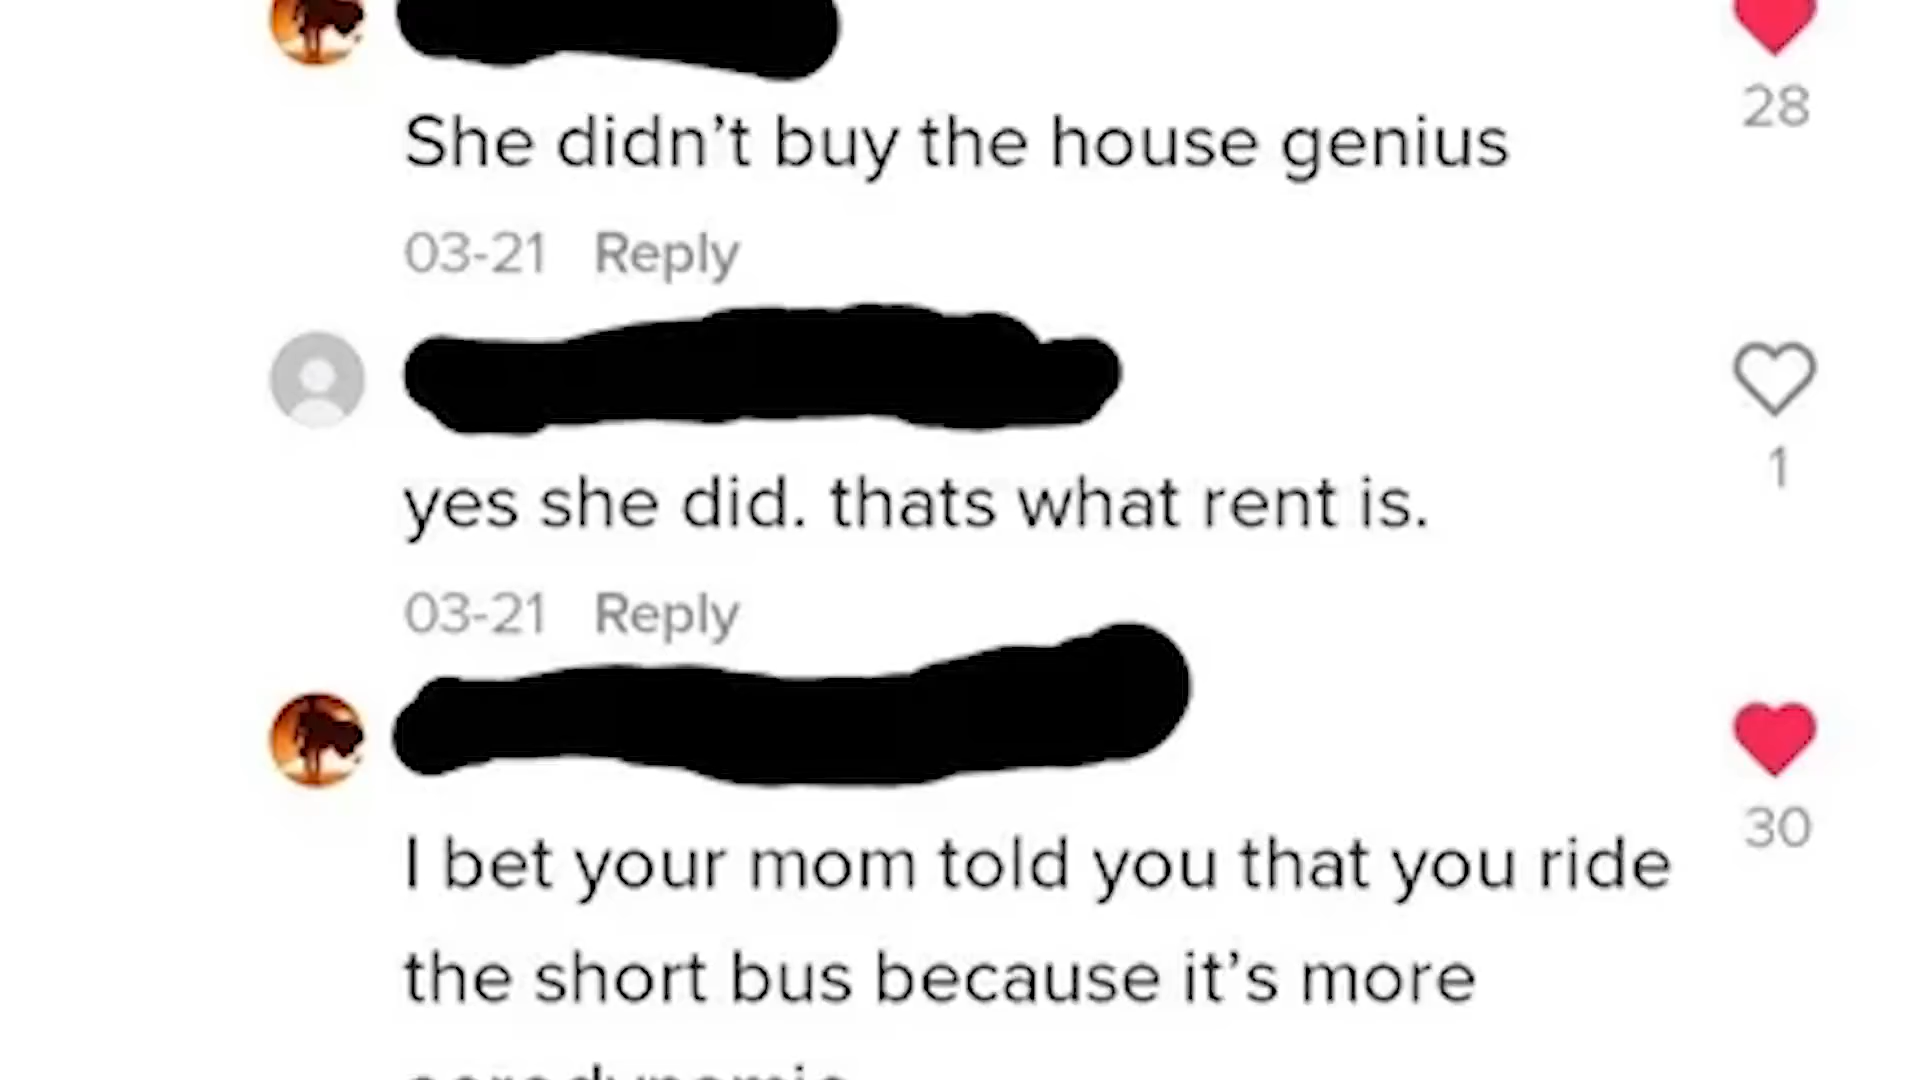 28
She didn’t buy the house genius
03-21 Reply
1
yes she did. thats what rent is.
03-21 Reply
30
I bet your mom told you that you ride
the short bus because it’s more
aerodynamic